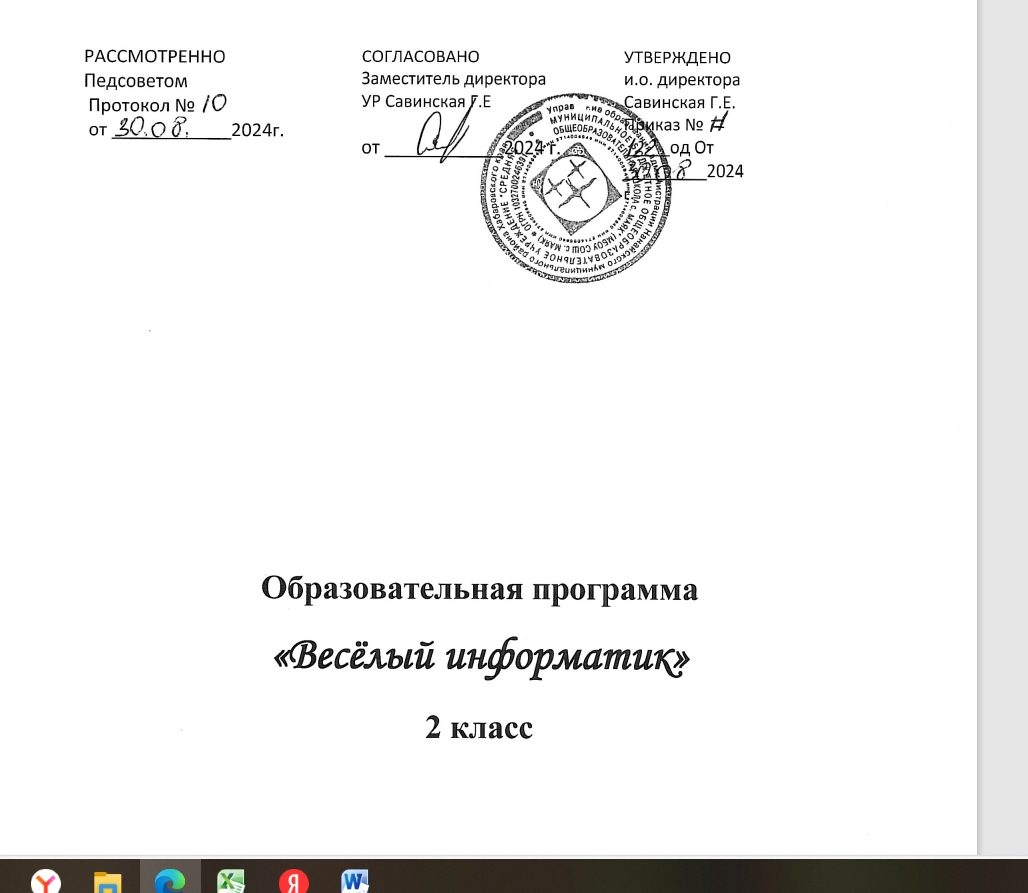 РАССМОТРЕННО
Педсоветом
Протокол № 10
от 30.08. 2024г.
СОГЛАСОВАНО
Заместитель директора
УР Савинская Г.Е
от 2024 г.
УТВЕРЖДЕНО
и.о. директора
Савинская Г.Е.
Приказ №
од От
2024
Образовательная программа
«Весёлый информатик»
2 класс